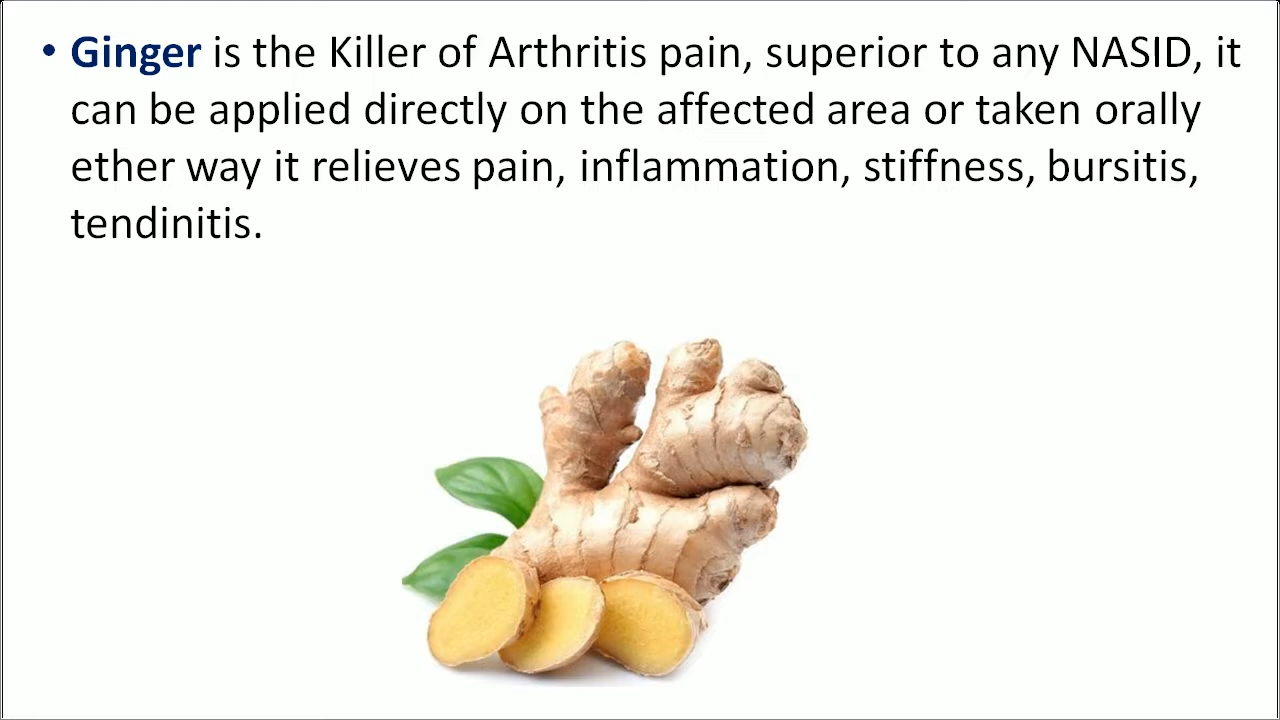 • Ginger is the Killer of Arthritis pain, superior to any NASID, it
can be applied directly on the affected area or taken orally
ether way it relieves pain, inflammation, stiffness, bursitis,
tendinitis.